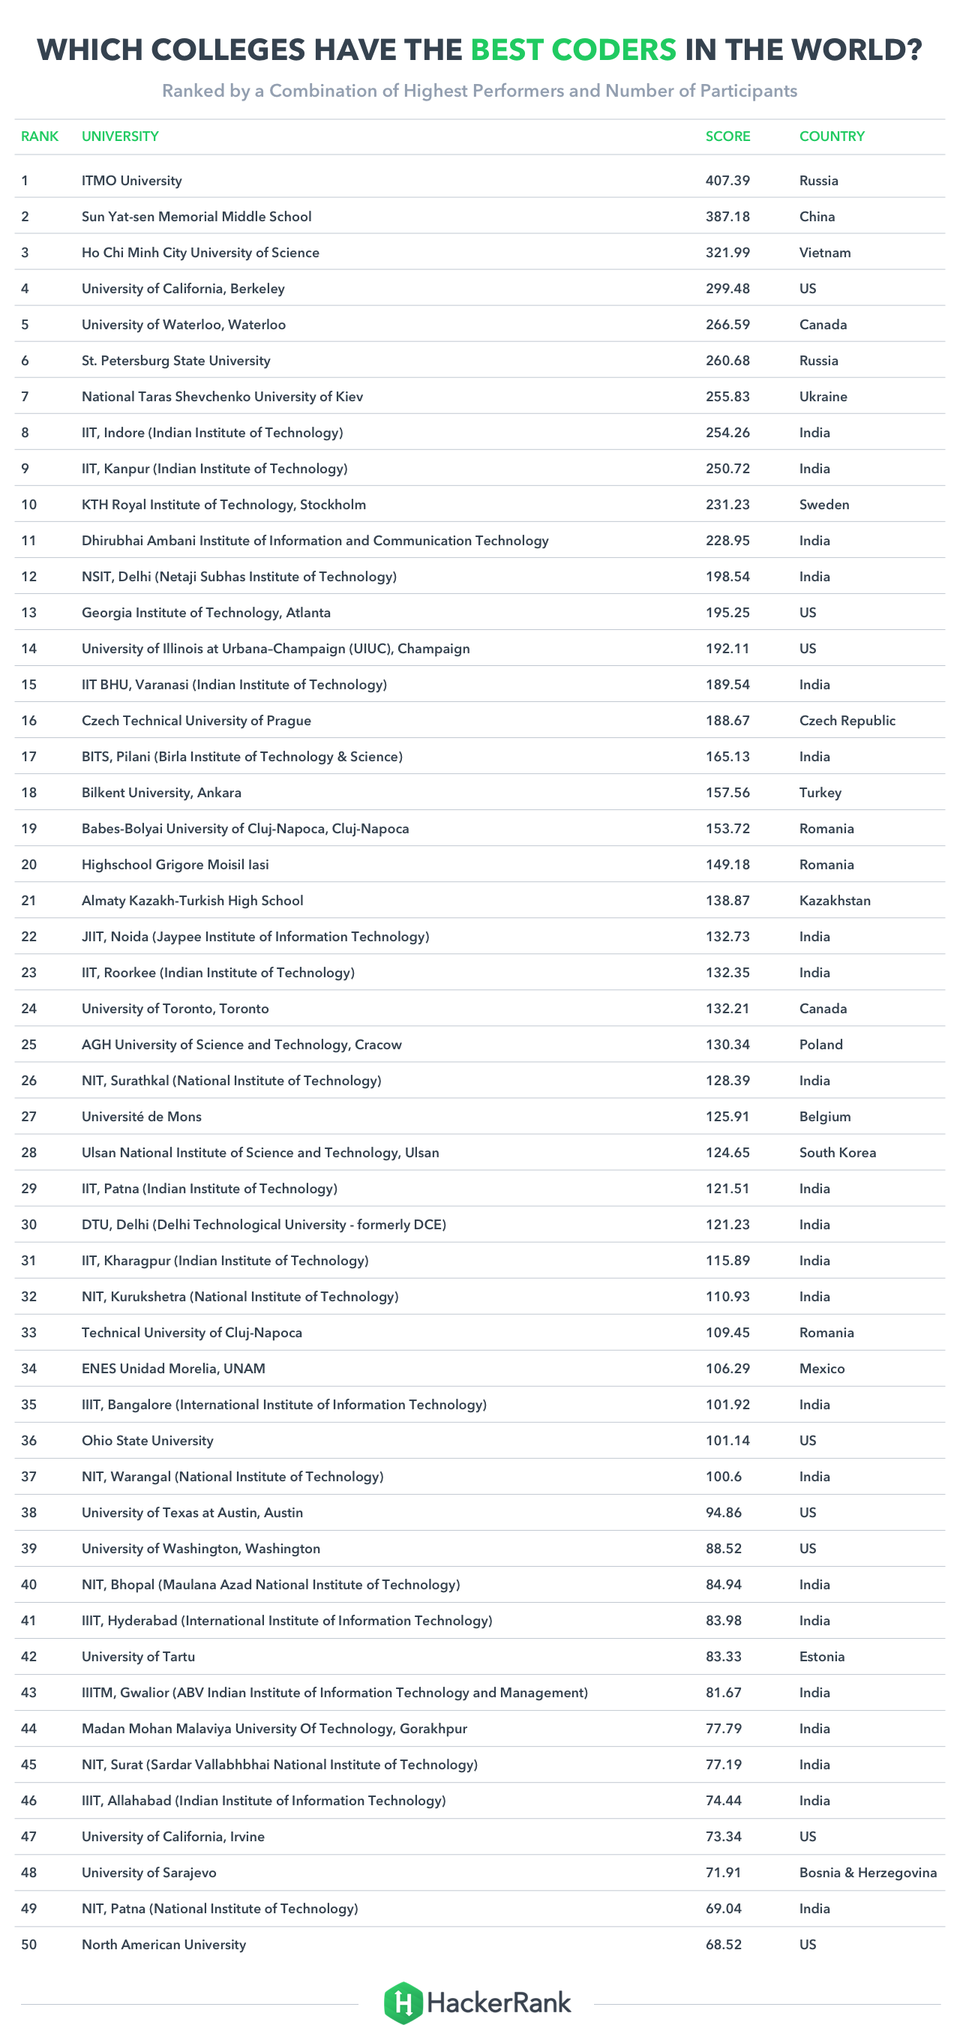 WHICH COLLEGES HAVE THE BEST CODERS IN THE WORLD?
Ranked by a Combination of Highest Performers and Number of Participants
RANK UNIVERSITY SCORE COUNTRY
1 ITMO University 407.39 Russia
2 Sun Yat-sen Memorial Middle School 387.18 China
3 Ho Chi Minh City University of Science 321.99 Vietnam
4 University of California, Berkeley 299.48 US
5 University of Waterloo, Waterloo 266.59 Canada
6 St. Petersburg State University 260.68 Russia
7 National Taras Shevchenko University of Kiev 255.83 Ukraine
8 IIT, Indore (Indian Institute of Technology) 254.26 India
9 IIT, Kanpur (Indian Institute of Technology) 250.72 India
10 KTH Royal Institute of Technology, Stockholm 231.23 Sweden
11 Dhirubhai Ambani Institute of Information and Communication Technology 228.95 India
12 NSIT, Delhi (Netaji Subhas Institute of Technology) 198.54 India
13 Georgia Institute of Technology, Atlanta 195.25 US
14 University of Illinois at Urbana–Champaign (UIUC), Champaign 192.11 US
15 IIT BHU, Varanasi (Indian Institute of Technology) 189.54 India
16 Czech Technical University of Prague 188.67 Czech Republic
17 BITS, Pilani (Birla Institute of Technology & Science) 165.13 India
18 Bilkent University, Ankara 157.56 Turkey
19 Babes-Bolyai University of Cluj-Napoca, Cluj-Napoca 153.72 Romania
20 Highschool Grigore Moisil Iasi 149.18 Romania
21 Almaty Kazakh-Turkish High School 138.87 Kazakhstan
22 JIIT, Noida (Jaypee Institute of Information Technology) 132.73 India
23 IIT, Roorkee (Indian Institute of Technology) 132.35 India
24 University of Toronto, Toronto 132.21 Canada
25 AGH University of Science and Technology, Cracow 130.34 Poland
26 NIT, Surathkal (National Institute of Technology) 128.39 India
27 Université de Mons 125.91 Belgium
28 Ulsan National Institute of Science and Technology, Ulsan 124.65 South Korea
29 IIT, Patna (Indian Institute of Technology) 121.51 India
30 DTU, Delhi (Delhi Technological University - formerly DCE) 121.23 India
31 IIT, Kharagpur (Indian Institute of Technology) 115.89 India
32 NIT, Kurukshetra (National Institute of Technology) 110.93 India
33 Technical University of Cluj-Napoca 109.45 Romania
34 ENES Unidad Morelia, UNAM 106.29 Mexico
35 IIIT, Bangalore (International Institute of Information Technology) 101.92 India
36 Ohio State University 101.14 US
37 NIT, Warangal (National Institute of Technology) 100.6 India
38 University of Texas at Austin, Austin 94.86 US
39 University of Washington, Washington 88.52 US
40 NIT, Bhopal (Maulana Azad National Institute of Technology) 84.94 India
41 IIIT, Hyderabad (International Institute of Information Technology) 83.98 India
42 University of Tartu 83.33 Estonia
43 IIITM, Gwalior (ABV Indian Institute of Information Technology and Management) 81.67 India
44 Madan Mohan Malaviya University Of Technology, Gorakhpur 77.79 India
45 NIT, Surat (Sardar Vallabhbhai National Institute of Technology) 77.19 India
46 IIIT, Allahabad (Indian Institute of Information Technology) 74.44 India
47 University of California, Irvine 73.34 US
48 University of Sarajevo 71.91 Bosnia & Herzegovina
49 NIT, Patna (National Institute of Technology) 69.04 India
50 North American University 68.52 US
H HackerRank